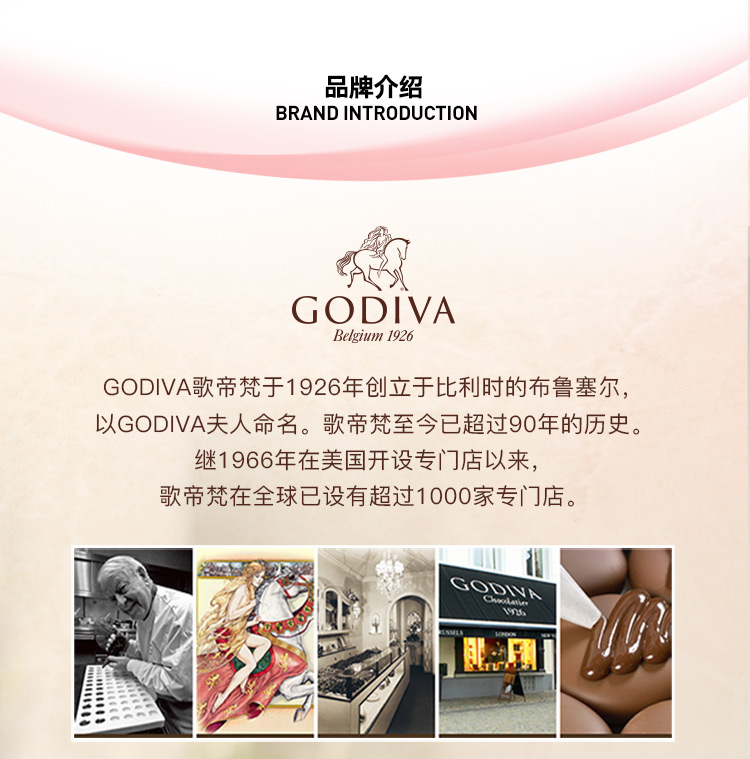 品牌介绍
BRAND INTRODUCTION
GODIVA
Belgium 1926
GODIVA歌帝梵于1926年创立于比利时的布鲁塞尔，
以GODIVA夫人命名。歌帝梵至今已超过90年的历史。
继1966年在美国开设专门店以来，
歌帝梵在全球已设有超过1000家专门店。
GODIVA
Chocolatier
1926
LONDON